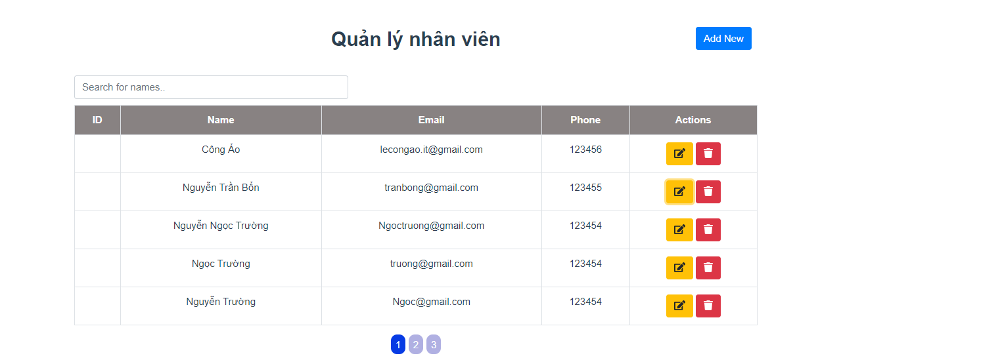 Quản lý nhân viên
Add New
Search for names..
ID Name Email Phone Actions
Công Ảo lecongao.it@gmail.com 123456
Nguyễn Trần Bổn tranbong@gmail.com 123455
Nguyễn Ngọc Trường Ngoctruong@gmail.com 123454
Ngọc Trường truong@gmail.com 123454
Nguyễn Trường Ngoc@gmail.com 123454
1 2 3